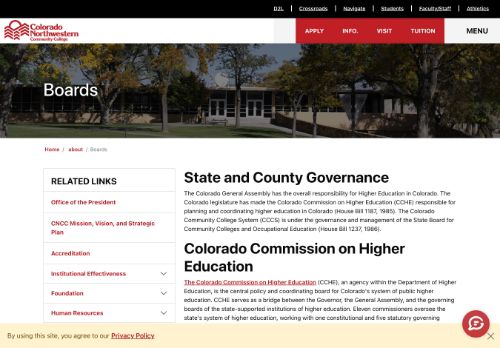 D2L
Crossroads
Navigate
Students
Faculty/Staff
Athletics
Colorado
Northwestern
Community College
APPLY
INFO.
VISIT
TUITION
MENU
Boards
Home / about / Boards
RELATED LINKS
Office of the President
CNCC Mission, Vision, and Strategic
Plan
Accreditation
Institutional Effectiveness
Foundation
Human Resources
State and County Governance
The Colorado General Assembly has the overall responsibility for Higher Education in Colorado. The
Colorado legislature has made the Colorado Commission on Higher Education (CCHE) responsible for
planning and coordinating higher education in Colorado (House Bill 1187, 1985). The Colorado
Community College System (CCCS) is under the governance and management of the State Board for
Community Colleges and Occupational Education (House Bill 1237, 1986).
Colorado Commission on Higher
Education
The Colorado Commission on Higher Education (CCHE), an agency within the Department of Higher
Education, is the central policy and coordinating board for Colorado's system of public higher
education. CCHE serves as a bridge between the Governor, the General Assembly, and the governing
boards of the state-supported institutions of higher education. Eleven commissioners oversee the
state's system of higher education, working with one constitutional and five statutory governing
By using this site, you agree to our Privacy Policy